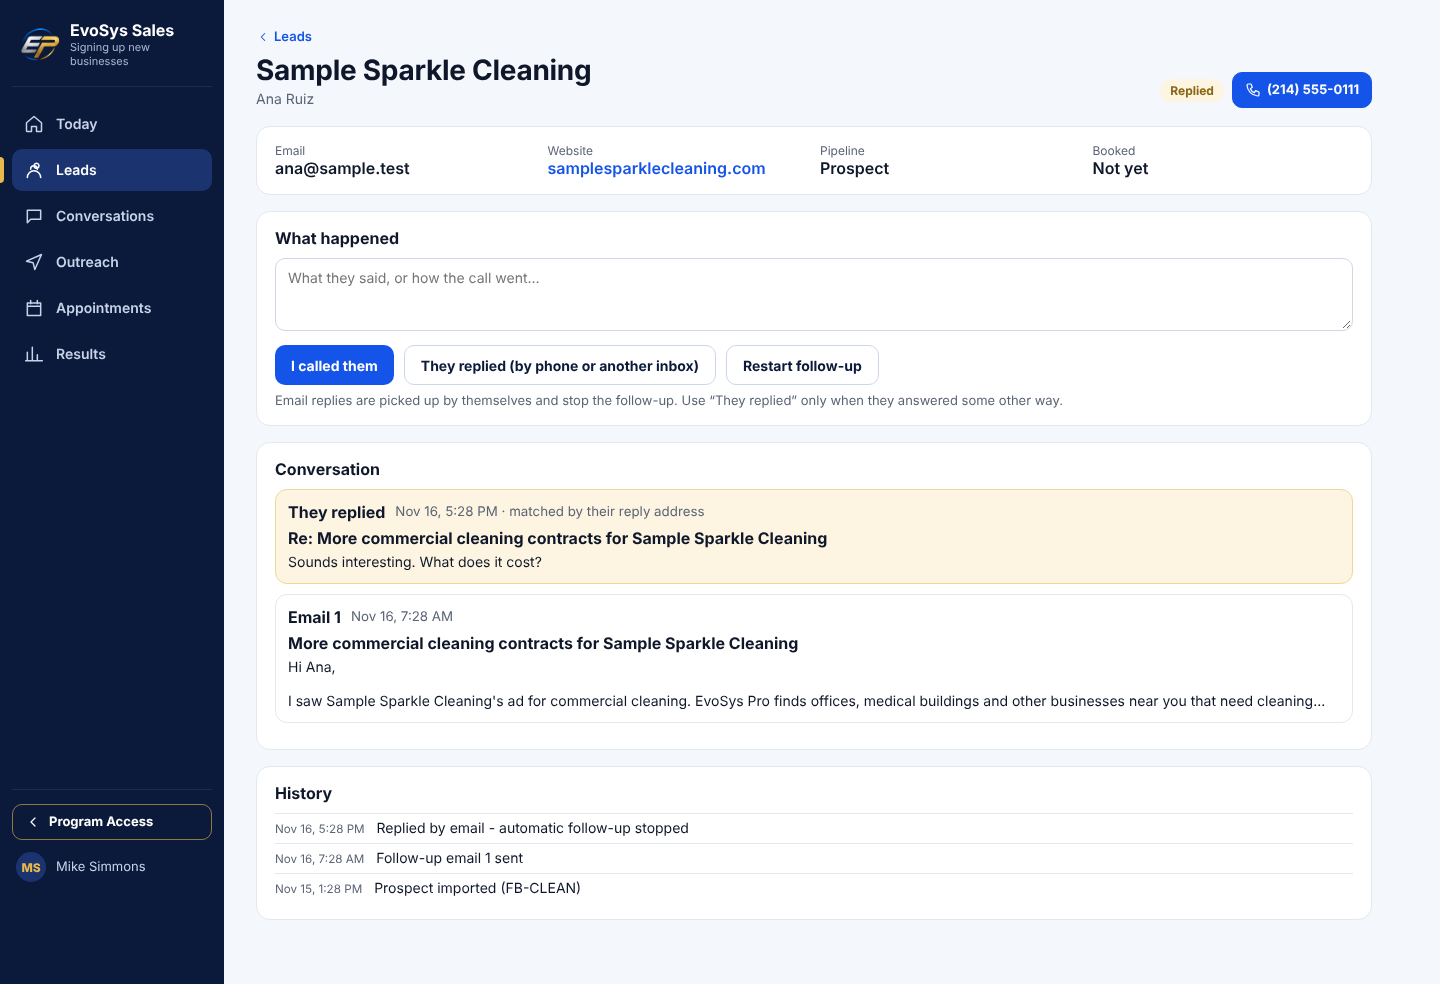 EP
EvoSys Sales
Signing up new
businesses
Today
Leads
Conversations
Outreach
Appointments
Results
Program Access
MS
Mike Simmons
Leads
Sample Sparkle Cleaning
Ana Ruiz
Replied
(214) 555-0111
Email
ana@sample.test
Website
samplesparklecleaning.com
Pipeline
Prospect
Booked
Not yet
What happened
What they said, or how the call went...
I called them
They replied (by phone or another inbox)
Restart follow-up
Email replies are picked up by themselves and stop the follow-up. Use “They replied” only when they answered some other way.
Conversation
They replied Nov 16, 5:28 PM · matched by their reply address
Re: More commercial cleaning contracts for Sample Sparkle Cleaning
Sounds interesting. What does it cost?
Email 1 Nov 16, 7:28 AM
More commercial cleaning contracts for Sample Sparkle Cleaning
Hi Ana,
I saw Sample Sparkle Cleaning's ad for commercial cleaning. EvoSys Pro finds offices, medical buildings and other businesses near you that need cleaning...
History
Nov 16, 5:28 PM Replied by email - automatic follow-up stopped
Nov 16, 7:28 AM Follow-up email 1 sent
Nov 15, 1:28 PM Prospect imported (FB-CLEAN)